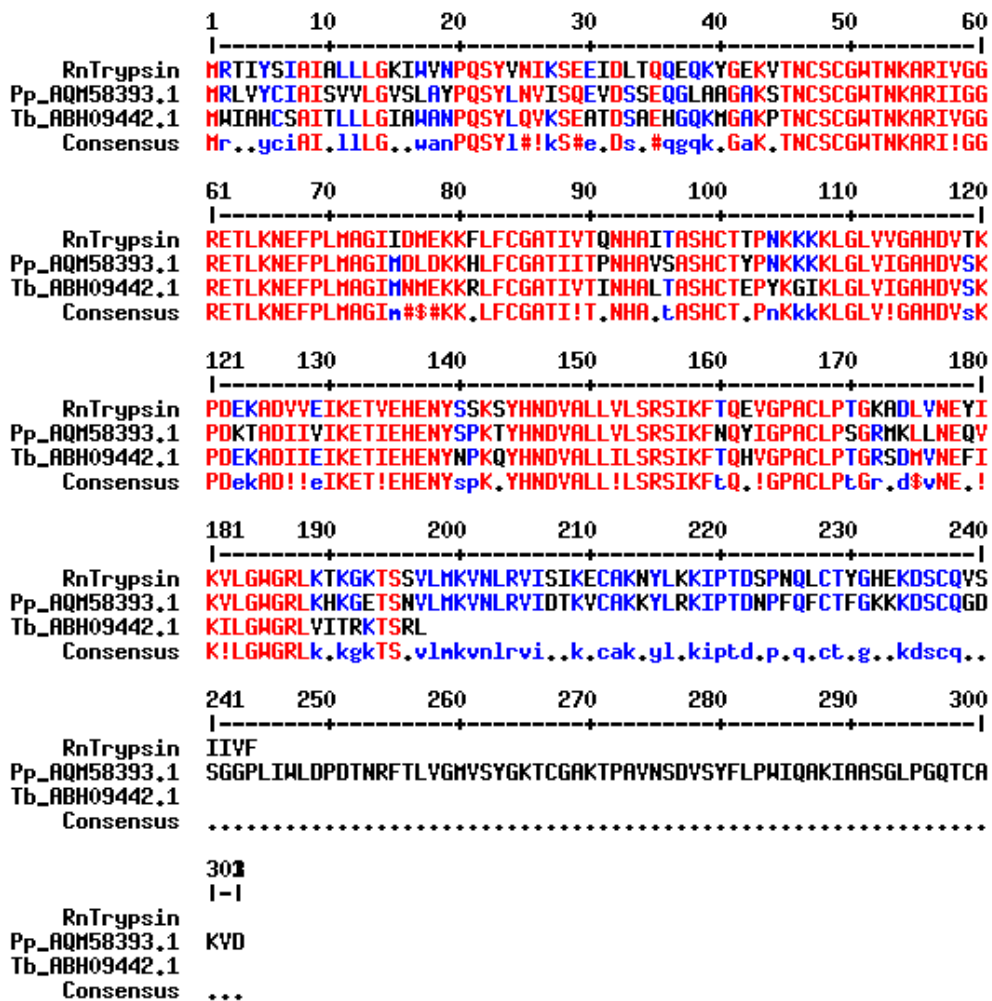 1 10 20 30 40 50 60
|--------+---------+---------+---------+---------+---------|
RnTrypsin MRTIYSIAIALLLGKIWVNPQSYVNIKSEEIDLTQQEQKYGEKVTNCSCGWTNKARIVGG
Pp_AQM58393.1 MRLVYCIAISVVLGVSLAYPQSYLNVISQEVDSSEQGLAAGAKSTNCSCGWTNKARIIGG
Tb_ABH09442.1 MWIAHCSAITLLLGIAWANPQSYLQVKSEATDSAEHGQKMGAKPTNCSCGWTNKARIVGG
Consensus Mr..yciAI.llLG..wanPQSYl#!kS#e.Ds.#qgqk.GaK.TNCSCGWTNKARI!GG
61 70 80 90 100 110 120
|--------+---------+---------+---------+---------+---------|
RnTrypsin RETLKNEFPLMAGIIDMEKKFLFCGATIVTQNHAITASHCTTPNKKKKLGLVVGAHDVTK
Pp_AQM58393.1 RETLKNEFPLMAGIMDLDKKHLFCGATIITPNHAVSASHCTYPNKKKKLGLVIGAHDVSK
Tb_ABH09442.1 RETLKNEFPLMAGIMNMEKKRLFCGATIVTINHALTASHCTEPYKGIKLGLVIGAHDVSK
Consensus RETLKNEFPLMAGIm#$#KK.LFCGATI!T.NHA.tASHCT.PnKkkKLGLV!GAHDVsK
121 130 140 150 160 170 180
|--------+---------+---------+---------+---------+---------|
RnTrypsin PDEKADVVEIKETVEHENYSSKSYHNDVALLVLSRSIKFTQEVGPACLPTGKADLVNEYI
Pp_AQM58393.1 PDKTADIIVIKETIEHENYSPKTYHNDVALLVLSRSIKFNQYIGPACLPSGRMKLLNEQV
Tb_ABH09442.1 PDEKADIIEIKETIEHENYNPKQYHNDVALLILSRSIKFTQHVGPACLPTGRSDMVNEFI
Consensus PDekAD!!eIKET!EHENYspK.YHNDVALL!LSRSIKFtQ.!GPACLPtGr.d$vNE.!
181 190 200 210 220 230 240
|--------+---------+---------+---------+---------+---------|
RnTrypsin KVLGWGRLKTKGKTSSVLMKVNLRVISIKECAKNYLKKIPTDSPNQLCTYGHEKDSCQVS
Pp_AQM58393.1 KVLGWGRLKHKGETSNVLMKVNLRVIDTKVCAKKYLRKIPTDNPFQFCTFGKKKDSCQGD
Tb_ABH09442.1 KILGWGRLVITRKTSRL
Consensus K!LGWGRLk.kgkTS.vlmkvnlrvi..k.cak.yl.kiptd.p.q.ct.g..kdscq..
241 250 260 270 280 290 300
|--------+---------+---------+---------+---------+---------|
RnTrypsin IIVF
Pp_AQM58393.1 SGGPLIWLDPDTNRFTLVGMVSYGKTCGAKTPAVNSDVSYFLPWIQAKIAASGLPGQTCA
Tb_ABH09442.1
Consensus ............................................................
|-|
RnTrypsin
Pp_AQM58393.1 KVD
Tb_ABH09442.1
Consensus ...